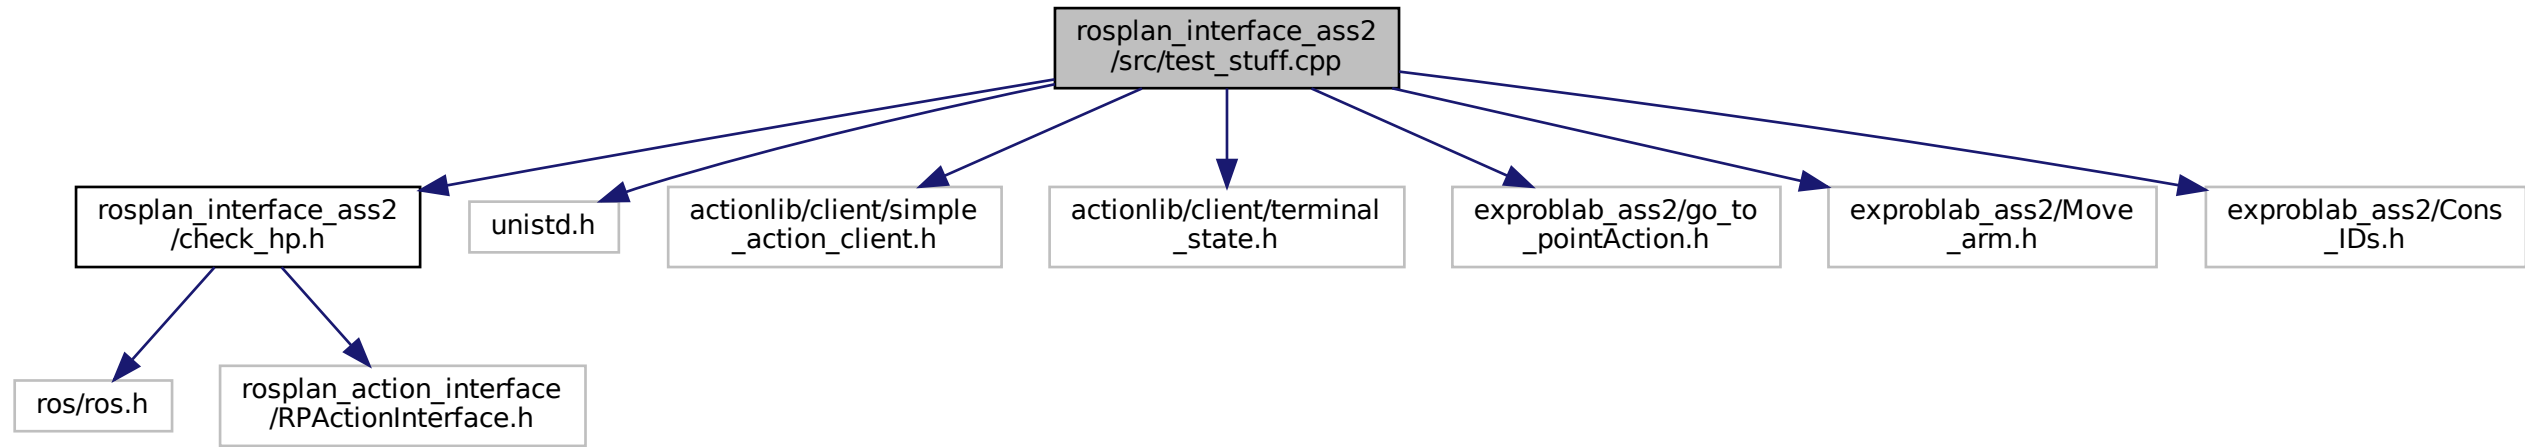 rosplan_interface_ass2
/src/test_stuff.cpp
rosplan_interface_ass2
/check_hp.h
unistd.h
actionlib/client/simple
_action_client.h
actionlib/client/terminal
_state.h
exproblab_ass2/go_to
_pointAction.h
exproblab_ass2/Move
_arm.h
exproblab_ass2/Cons
_IDs.h
ros/ros.h
rosplan_action_interface
/RPActionInterface.h